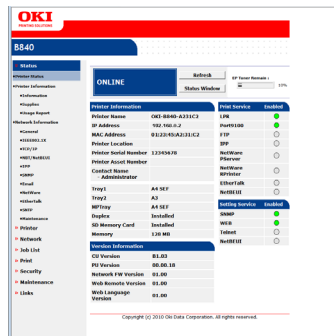 OKI
PRINTING SOLUTIONS
B840
Status
Printer Status
Printer Information
Information
Supplies
Usage Report
Network Information
General
IEEE802.1X
TCP/IP
NBT/NetBEUI
IPP
SNMP
Email
NetWare
EtherTalk
SNTP
Maintenance
Printer
Network
Job List
Print
Security
Maintenance
Links
ONLINE
Refresh
Status Window
EP Toner Remain :
10%
Printer Information
Printer Name OKI-B840-A231C2
IP Address 192.168.0.2
MAC Address 01:23:45:A2:31:C2
Printer Location
Printer Serial Number 12345678
Printer Asset Number
Contact Name
- Administrator
Tray1 A4 SEF
Tray2 A3
MPTray A4 SEF
Duplex Installed
SD Memory Card Installed
Memory 128 MB
Version Information
CU Version B1.03
PU Version 00.00.18
Network FW Version 01.00
Web Remote Version 01.00
Web Language
Version 01.00
Print Service Enabled
LPR
Port9100
FTP
IPP
NetWare
PServer
NetWare
NPrinter
EtherTalk
NetBEUI
Setting Service Enabled
SNMP
WEB
Telnet
NetBEUI
Copyright (c) 2010 Oki Data Corporation. All rights reserved.